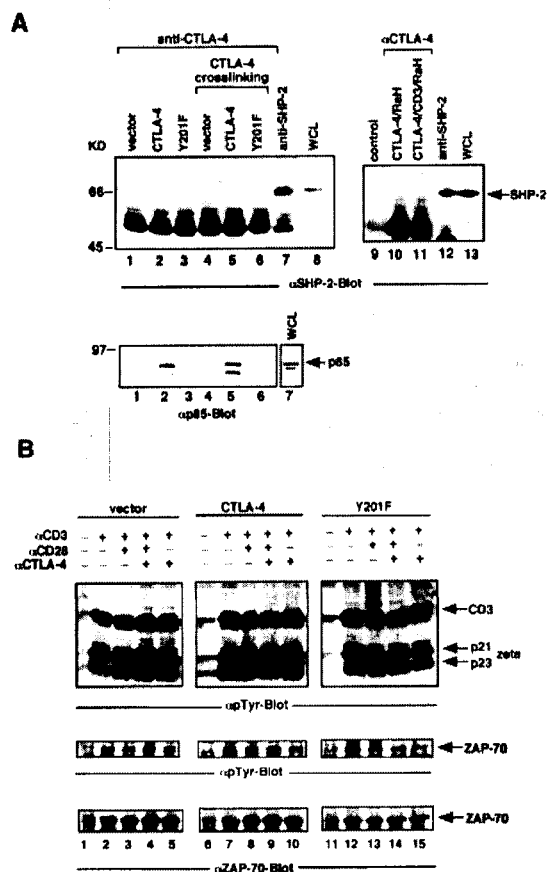 A
anti-CTLA-4
CTLA-4
crosslinking
vector
CTLA-4
Y201F
vector
CTLA-4
Y201F
anti-SHP-2
WCL
αCTLA-4
control
CTLA-4/RaH
CTLA-4/CD3/RaH
anti-SHP-2
WCL
KD
66
45
SHP-2
1 2 3 4 5 6 7 8
9 10 11 12 13
αSHP-2-Blot
97
WCL
p85
1 2 3 4 5 6 7
αp85-Blot
B
vector CTLA-4 Y201F
αCD3 - + + + + - + + + + - + + + +
αCD28 - - + + - - - + + - - - + + -
αCTLA-4 - - - + + - - - + + - - - + +
CD3
p21
zeta
p23
αpTyr-Blot
ZAP-70
αpTyr-Blot
ZAP-70
1 2 3 4 5 6 7 8 9 10 11 12 13 14 15
αZAP-70-Blot